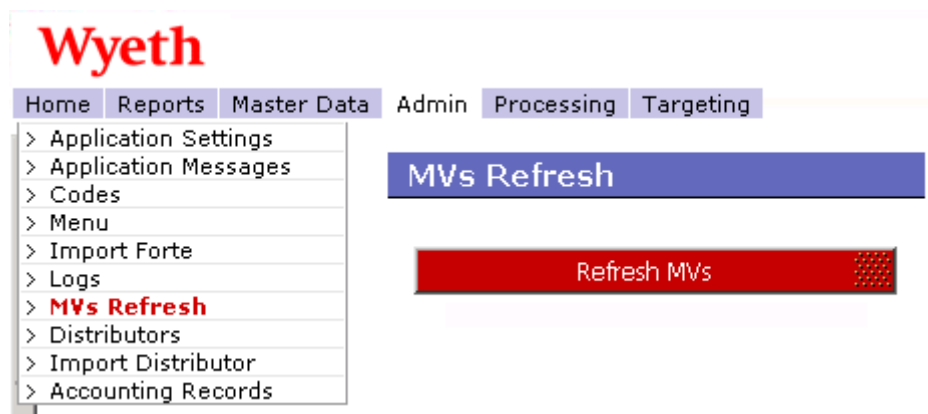 Wyeth
Home Reports Master Data Admin Processing Targeting
> Application Settings
> Application Messages
> Codes
> Menu
> Import Forte
> Logs
> MVs Refresh
> Distributors
> Import Distributor
> Accounting Records
MVs Refresh
Refresh MVs